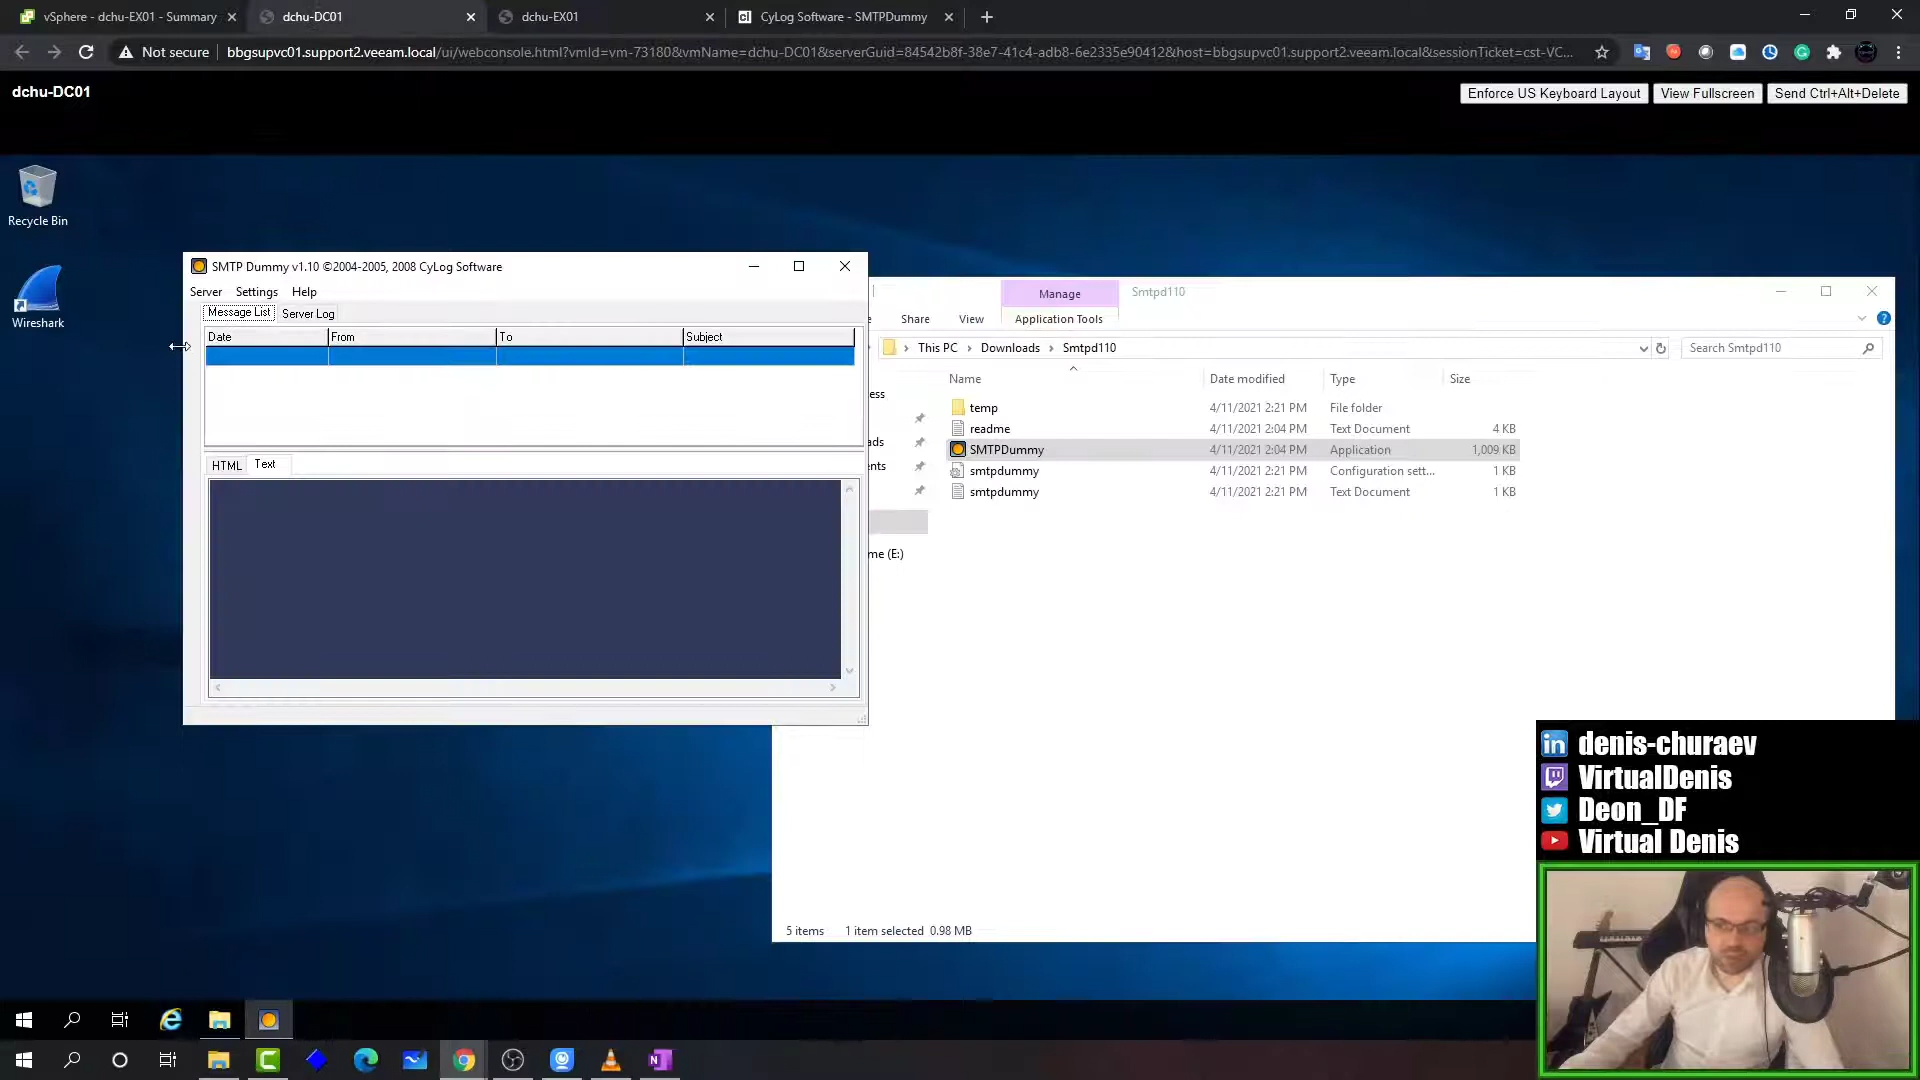 vSphere - dchu-EX01 - Summary
dchu-DC01
dchu-EX01
CyLog Software - SMTPDummy
Not secure
bbgsupvc01.support2.veeam.local/ui/webconsole.html?vmId=vm-73180&vmName=dchu-DC01&serverGuid=84542b8f-38e7-41c4-adb8-6e2335e90412&host=bbgsupvc01.support2.veeam.local&sessionTicket=cst-VC...
dchu-DC01
Enforce US Keyboard Layout
View Fullscreen
Send Ctrl+Alt+Delete
Recycle Bin
Wireshark
SMTP Dummy v1.10 ©2004-2005, 2008 CyLog Software
Server Settings Help
Message List Server Log
Date From To Subject
HTML Text
Manage
Smtpd110
Share View Application Tools
This PC Downloads Smtpd110
Search Smtpd110
Name Date modified Type Size
temp 4/11/2021 2:21 PM File folder
readme 4/11/2021 2:04 PM Text Document 4 KB
SMTPDummy 4/11/2021 2:04 PM Application 1,009 KB
smtpdummy 4/11/2021 2:21 PM Configuration sett... 1 KB
smtpdummy 4/11/2021 2:21 PM Text Document 1 KB
ess
ads
ents
me (E:)
5 items 1 item selected 0.98 MB
in denis-churaev
VirtualDenis
Deon_DF
Virtual Denis